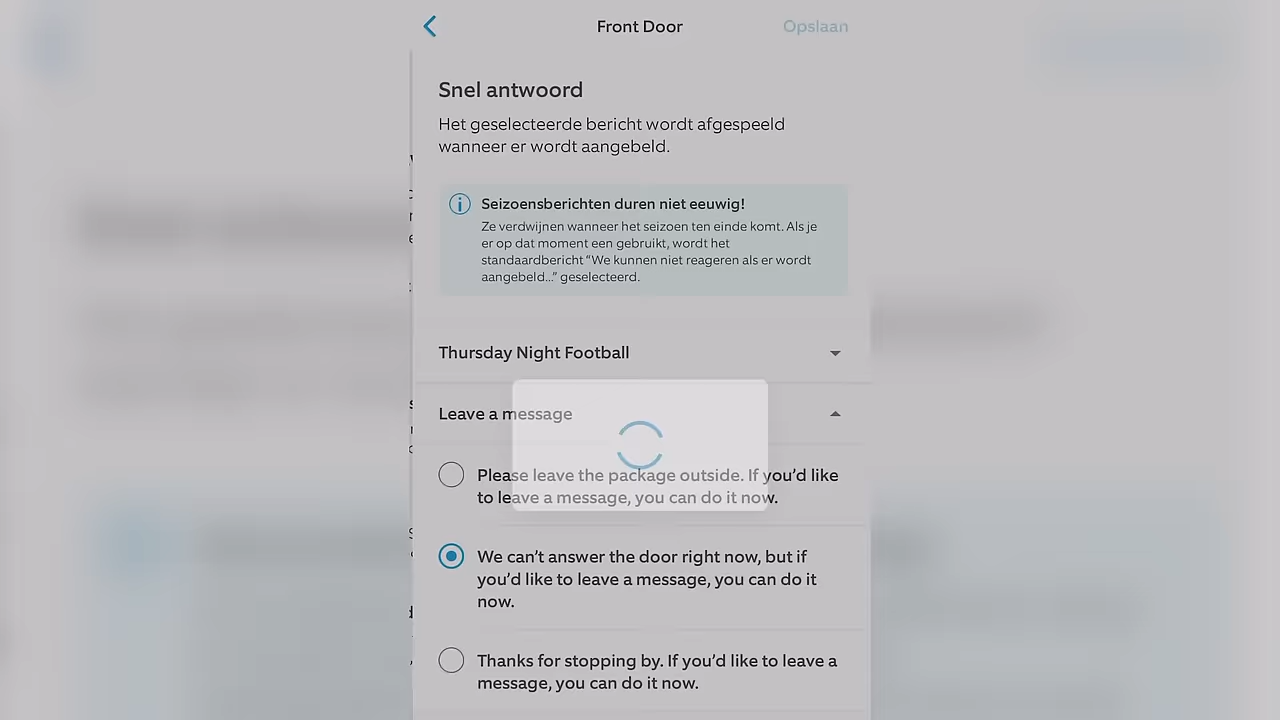 Front Door
Opslaan
Snel antwoord
Het geselecteerde bericht wordt afgespeeld
wanneer er wordt aangebeld.
Seizoensberichten duren niet eeuwig!
Ze verdwijnen wanneer het seizoen ten einde komt. Als je
er op dat moment een gebruikt, wordt het
standaardbericht “We kunnen niet reageren als er wordt
aangebeld...” geselecteerd.
Thursday Night Football
Leave a message
Please leave the package outside. If you’d like
to leave a message, you can do it now.
We can’t answer the door right now, but if
you’d like to leave a message, you can do it
now.
Thanks for stopping by. If you’d like to leave a
message, you can do it now.